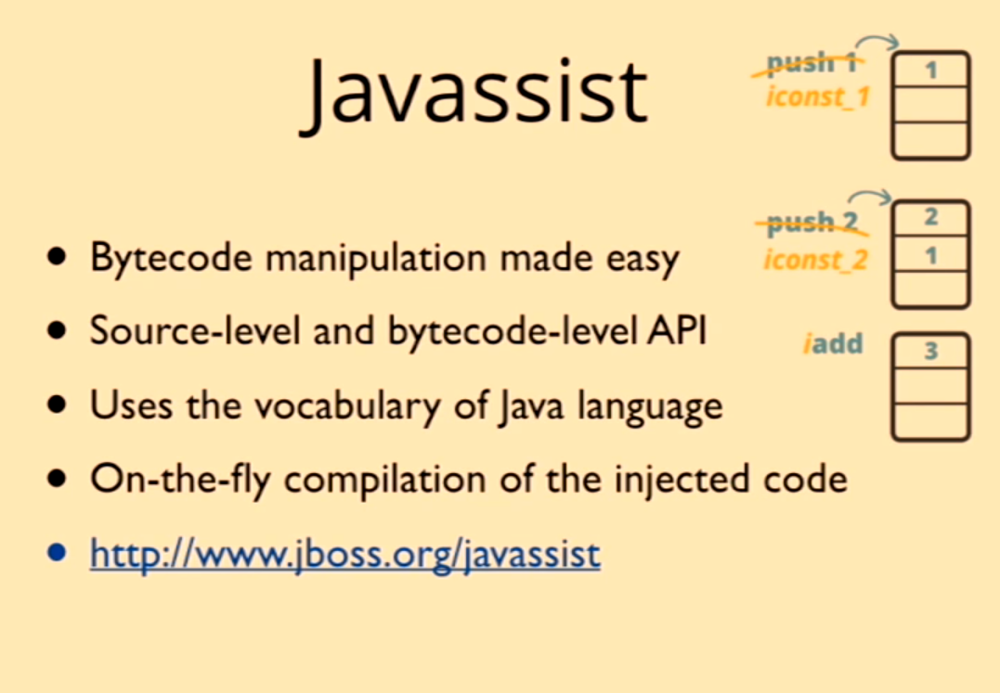 Javassist
• Bytecode manipulation made easy
• Source-level and bytecode-level API
• Uses the vocabulary of Java language
• On-the-fly compilation of the injected code
• http://www.jboss.org/javassist
push 1
iconst_1
1
push 2
iconst_2
2
1
iadd
3